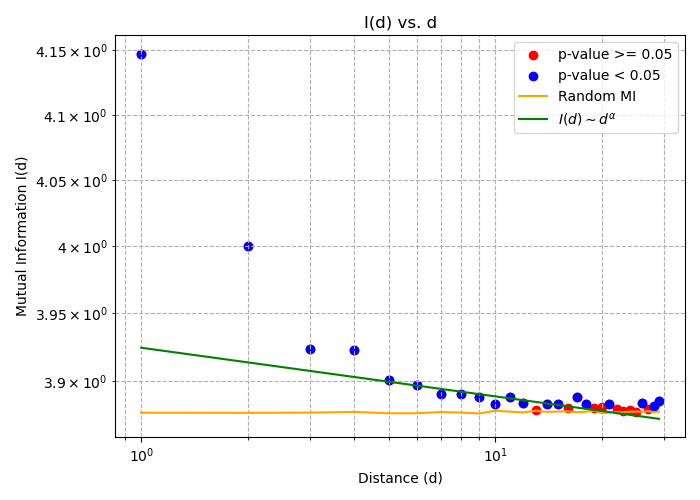 I(d) vs. d
4.15 × 10⁰
4.1 × 10⁰
4.05 × 10⁰
4 × 10⁰
3.95 × 10⁰
3.9 × 10⁰
Mutual Information I(d)
p-value >= 0.05
p-value < 0.05
Random MI
I(d) ~ d^α
10⁰
10¹
Distance (d)